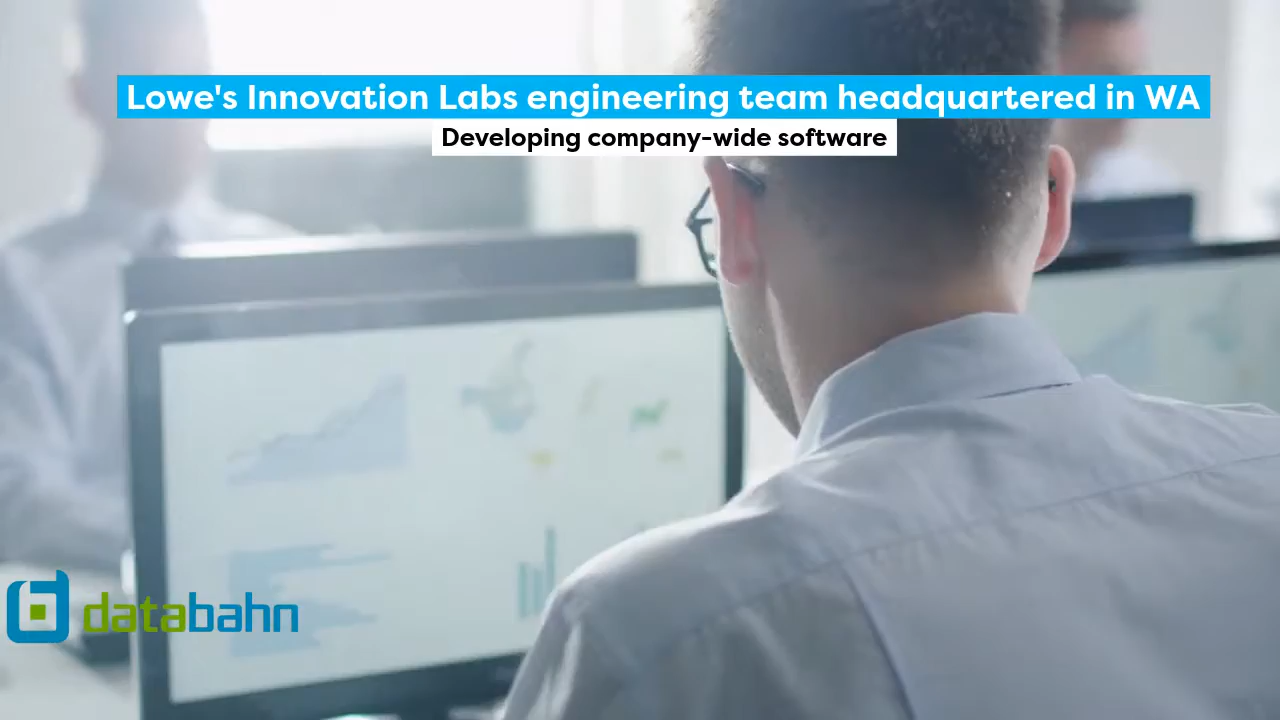 Lowe's Innovation Labs engineering team headquartered in WA
Developing company-wide software
databahn